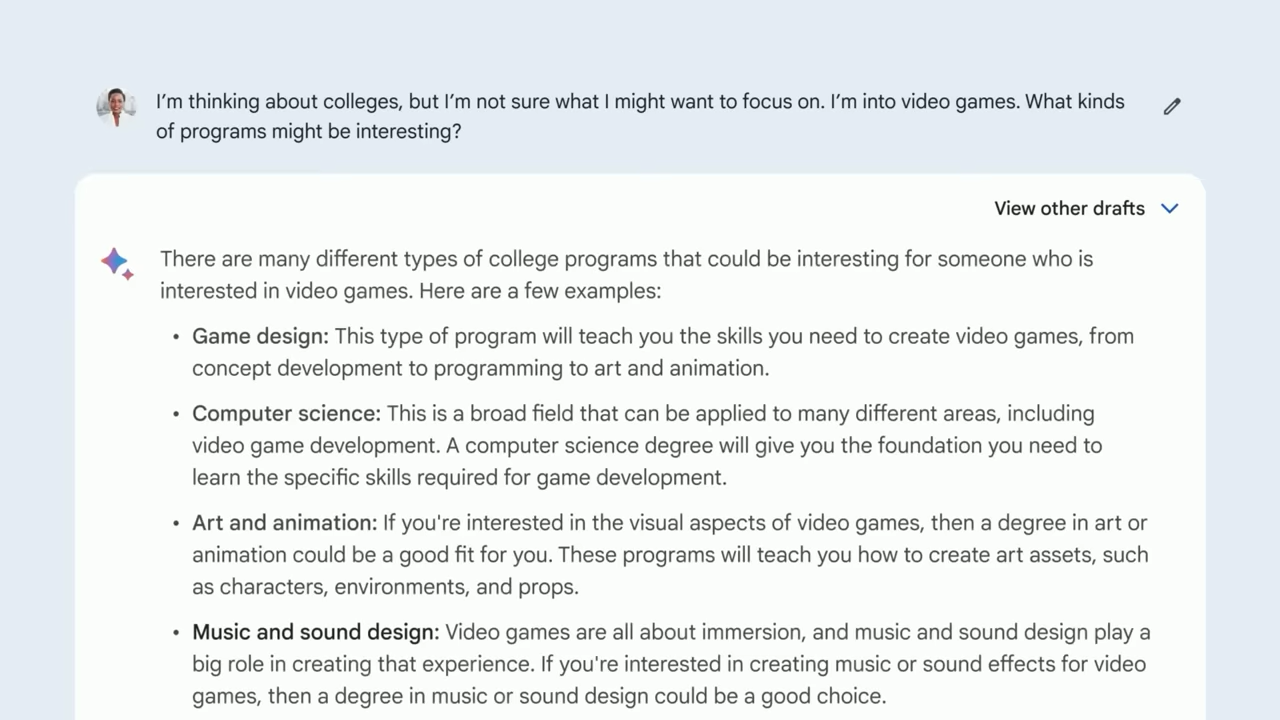 I'm thinking about colleges, but I'm not sure what I might want to focus on. I'm into video games. What kinds
of programs might be interesting?
View other drafts
There are many different types of college programs that could be interesting for someone who is
interested in video games. Here are a few examples:
• Game design: This type of program will teach you the skills you need to create video games, from
concept development to programming to art and animation.
• Computer science: This is a broad field that can be applied to many different areas, including
video game development. A computer science degree will give you the foundation you need to
learn the specific skills required for game development.
• Art and animation: If you're interested in the visual aspects of video games, then a degree in art or
animation could be a good fit for you. These programs will teach you how to create art assets, such
as characters, environments, and props.
• Music and sound design: Video games are all about immersion, and music and sound design play a
big role in creating that experience. If you're interested in creating music or sound effects for video
games, then a degree in music or sound design could be a good choice.